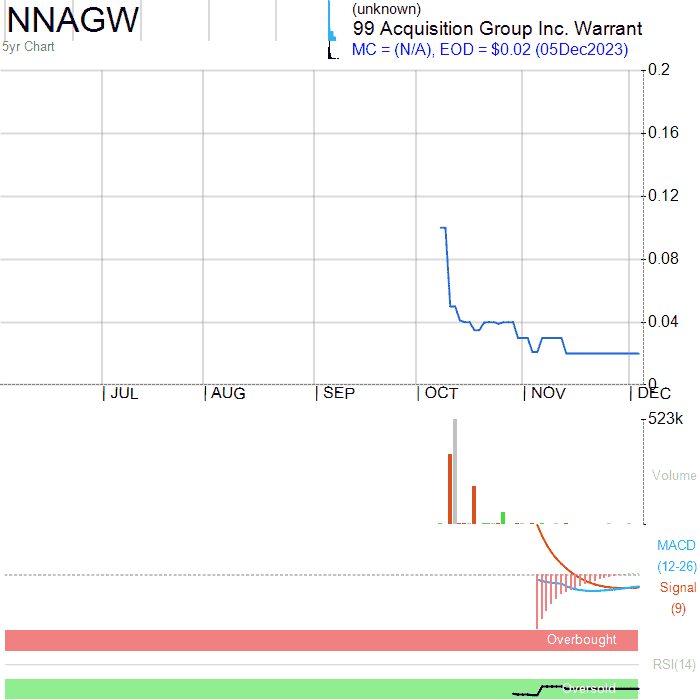 NNAGW
(unknown)
99 Acquisition Group Inc. Warrant
5yr Chart
MC = (N/A), EOD = $0.02 (05Dec2023)
0.2
0.16
0.12
0.08
0.04
0
JUL AUG SEP OCT NOV DEC
523k
Volume
MACD
(12-26)
Signal
(9)
Overbought
RSI(14)
Oversold